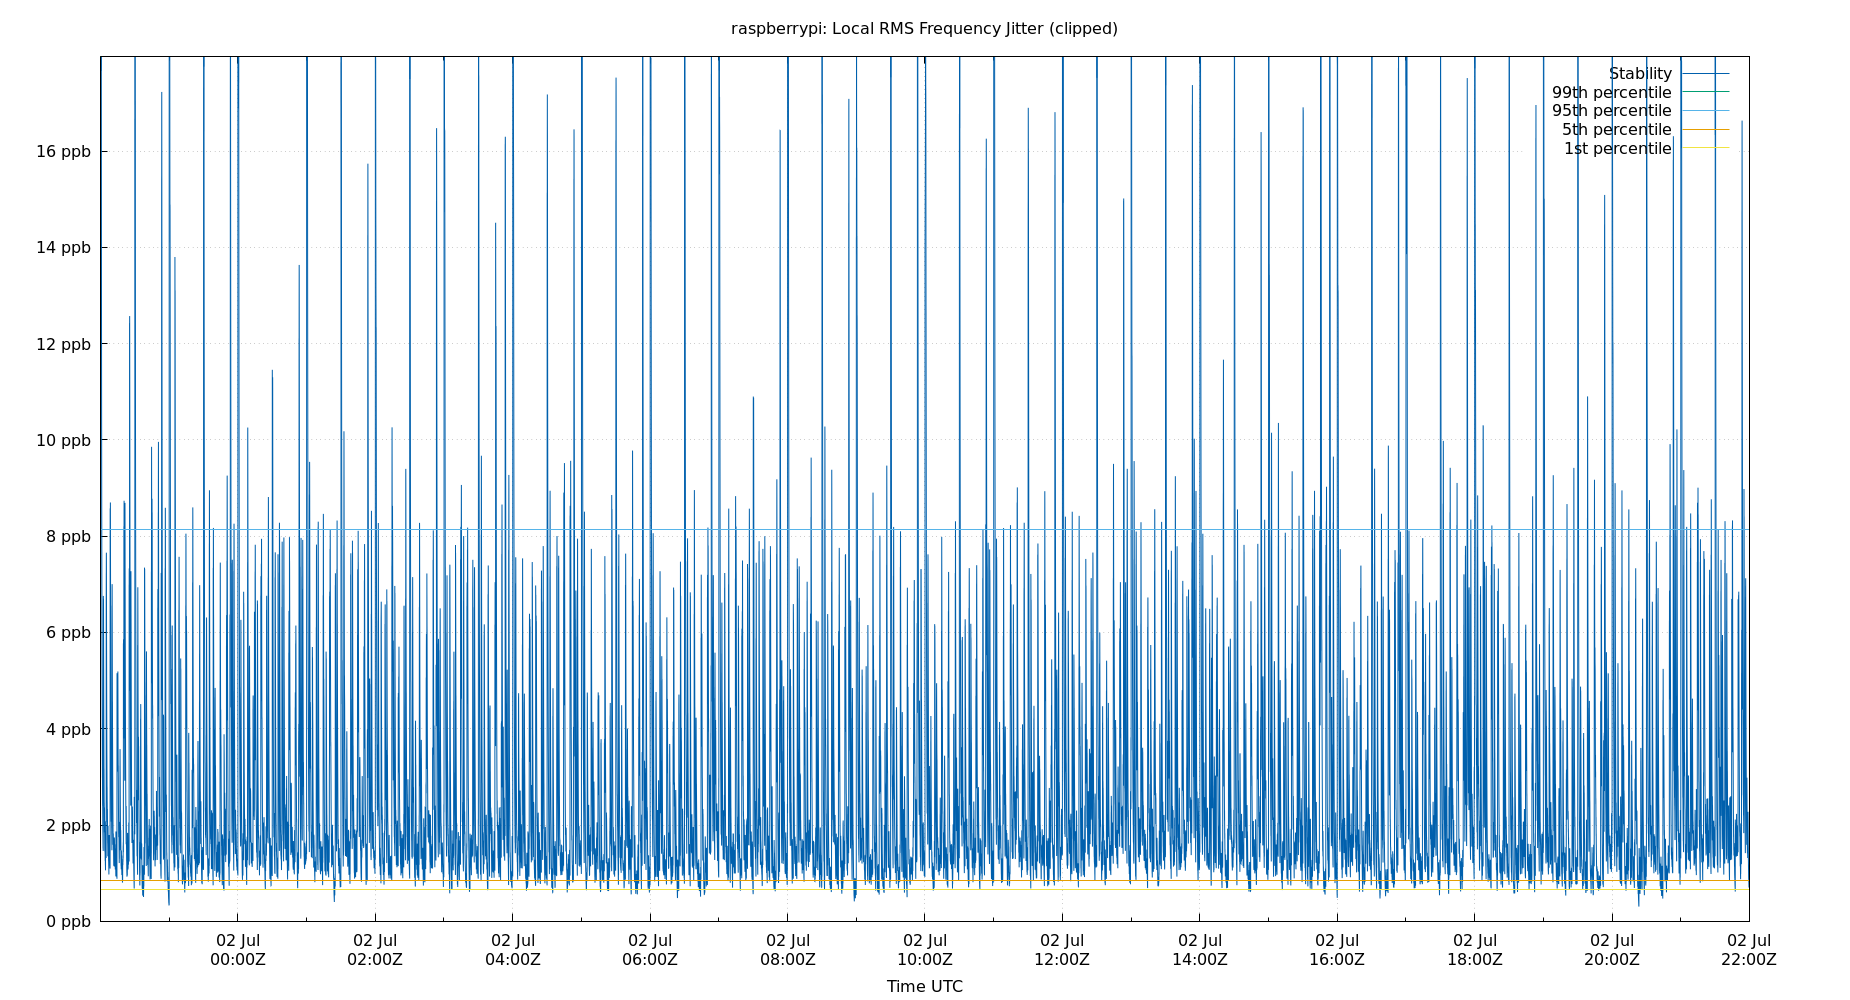 raspberrypi: Local RMS Frequency Jitter (clipped)
Stability
99th percentile
95th percentile
5th percentile
1st percentile
16 ppb
14 ppb
12 ppb
10 ppb
8 ppb
6 ppb
4 ppb
2 ppb
0 ppb
02 Jul 02 Jul 02 Jul 02 Jul 02 Jul 02 Jul 02 Jul 02 Jul 02 Jul 02 Jul 02 Jul 02 Jul
00:00Z 02:00Z 04:00Z 06:00Z 08:00Z 10:00Z 12:00Z 14:00Z 16:00Z 18:00Z 20:00Z 22:00Z
Time UTC